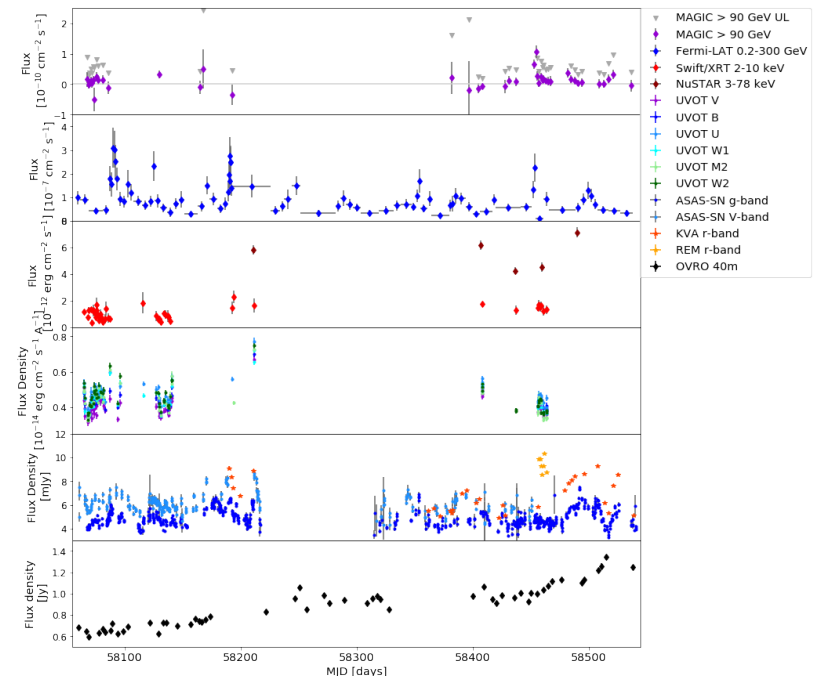 2
1
0
−1
Flux
[10⁻¹⁰ cm⁻² s⁻¹]
4
3
2
1
0
Flux
[10⁻⁷ cm⁻² s⁻¹]
8
6
4
2
0
Flux
[10⁻¹² erg cm⁻² s⁻¹]
0.8
0.6
0.4
Flux Density
[10⁻¹⁴ erg cm⁻² s⁻¹ A⁻¹]
12
10
8
6
4
Flux Density
[mJy]
1.4
1.2
1.0
0.8
0.6
Flux density
[Jy]
58100
58200
58300
58400
58500
MJD [days]
MAGIC > 90 GeV UL
MAGIC > 90 GeV
Fermi-LAT 0.2-300 GeV
Swift/XRT 2-10 keV
NuSTAR 3-78 keV
UVOT V
UVOT B
UVOT U
UVOT W1
UVOT M2
UVOT W2
ASAS-SN g-band
ASAS-SN V-band
KVA r-band
REM r-band
OVRO 40m